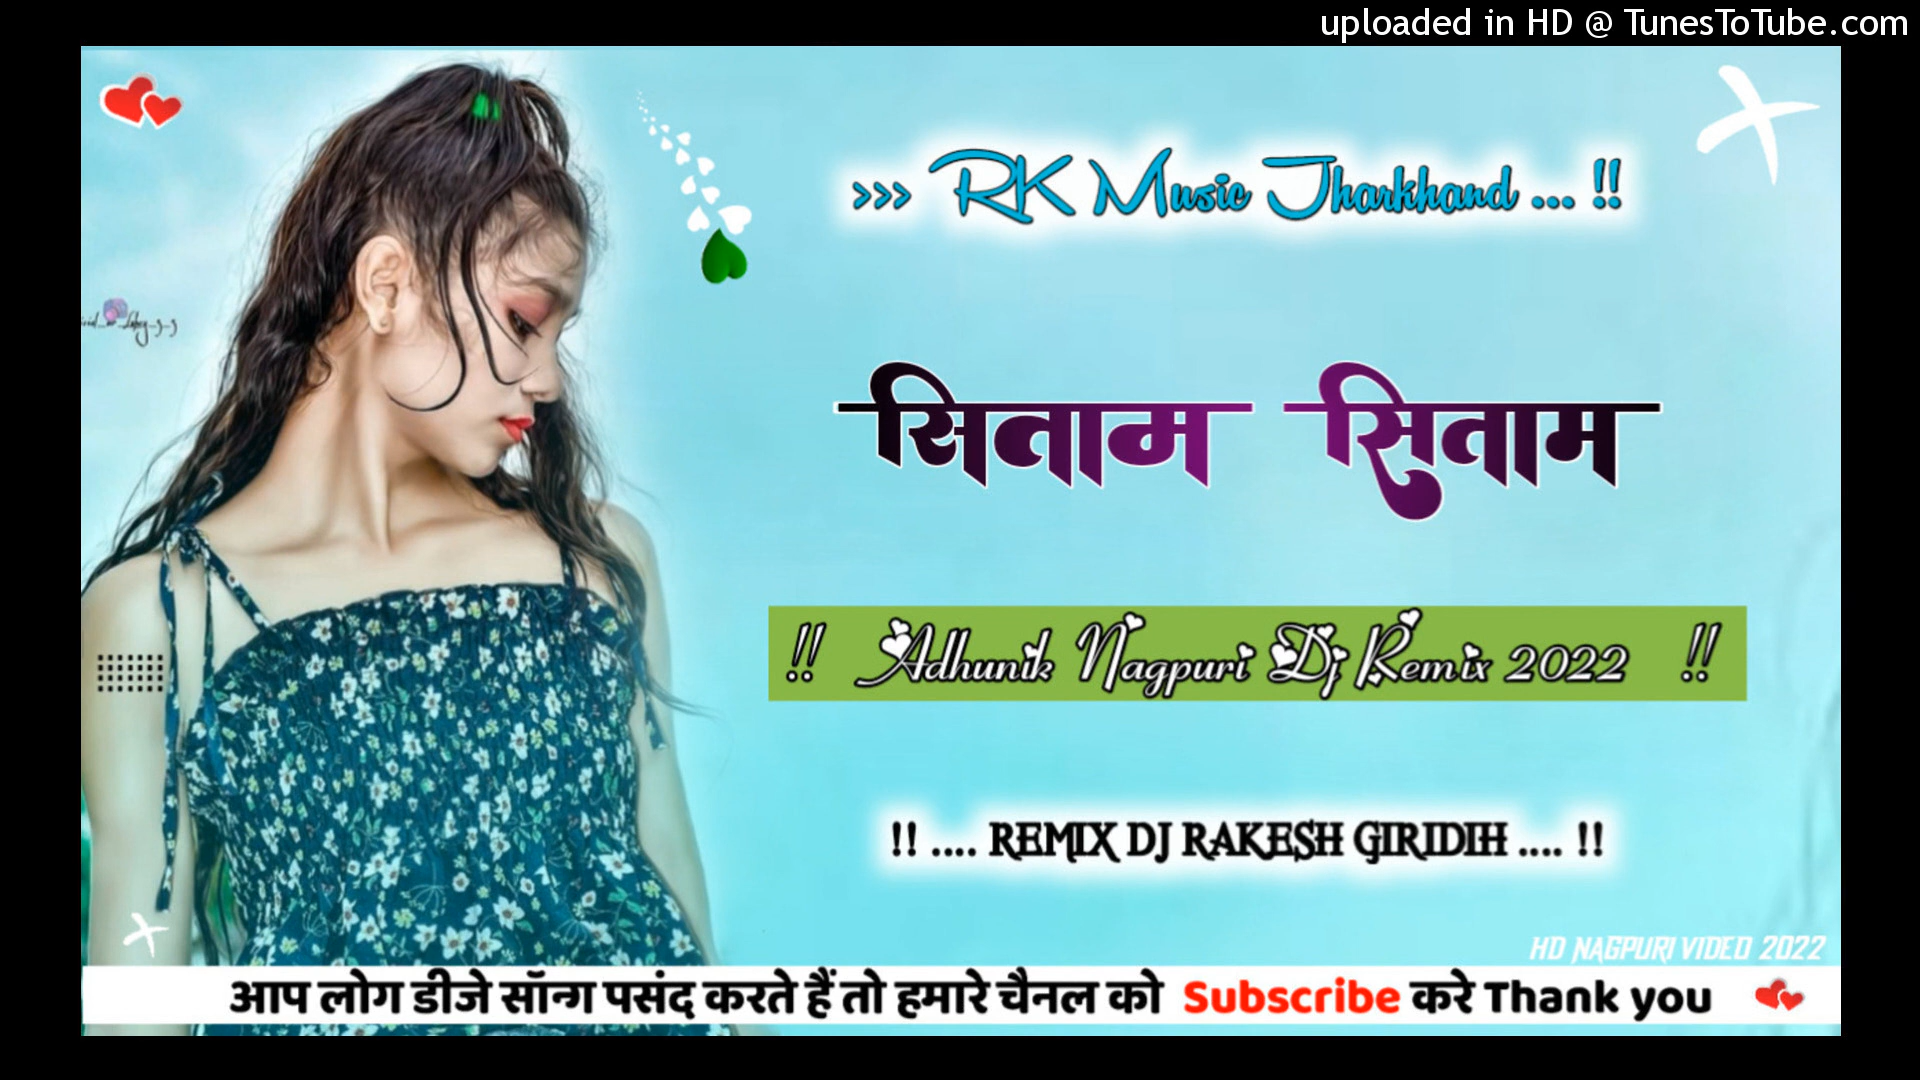 uploaded in HD @ TunesToTube.com
>>> RK Music Jharkhand ... !!
सिताम सिताम
!! Adhunik Nagpuri Dj Remix 2022 !!
!! .... REMIX DJ RAKESH GIRIDIH .... !!
HD NAGPURI VIDEO 2022
आप लोग डीजे सॉन्ग पसंद करते हैं तो हमारे चैनल को Subscribe करे Thank you